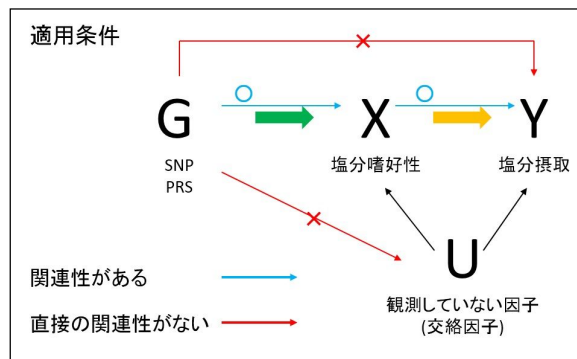 適用条件
G
X
Y
SNP
PRS
塩分嗜好性
塩分摂取
U
観測していない因子
(交絡因子)
関連性がある
直接の関連性がない